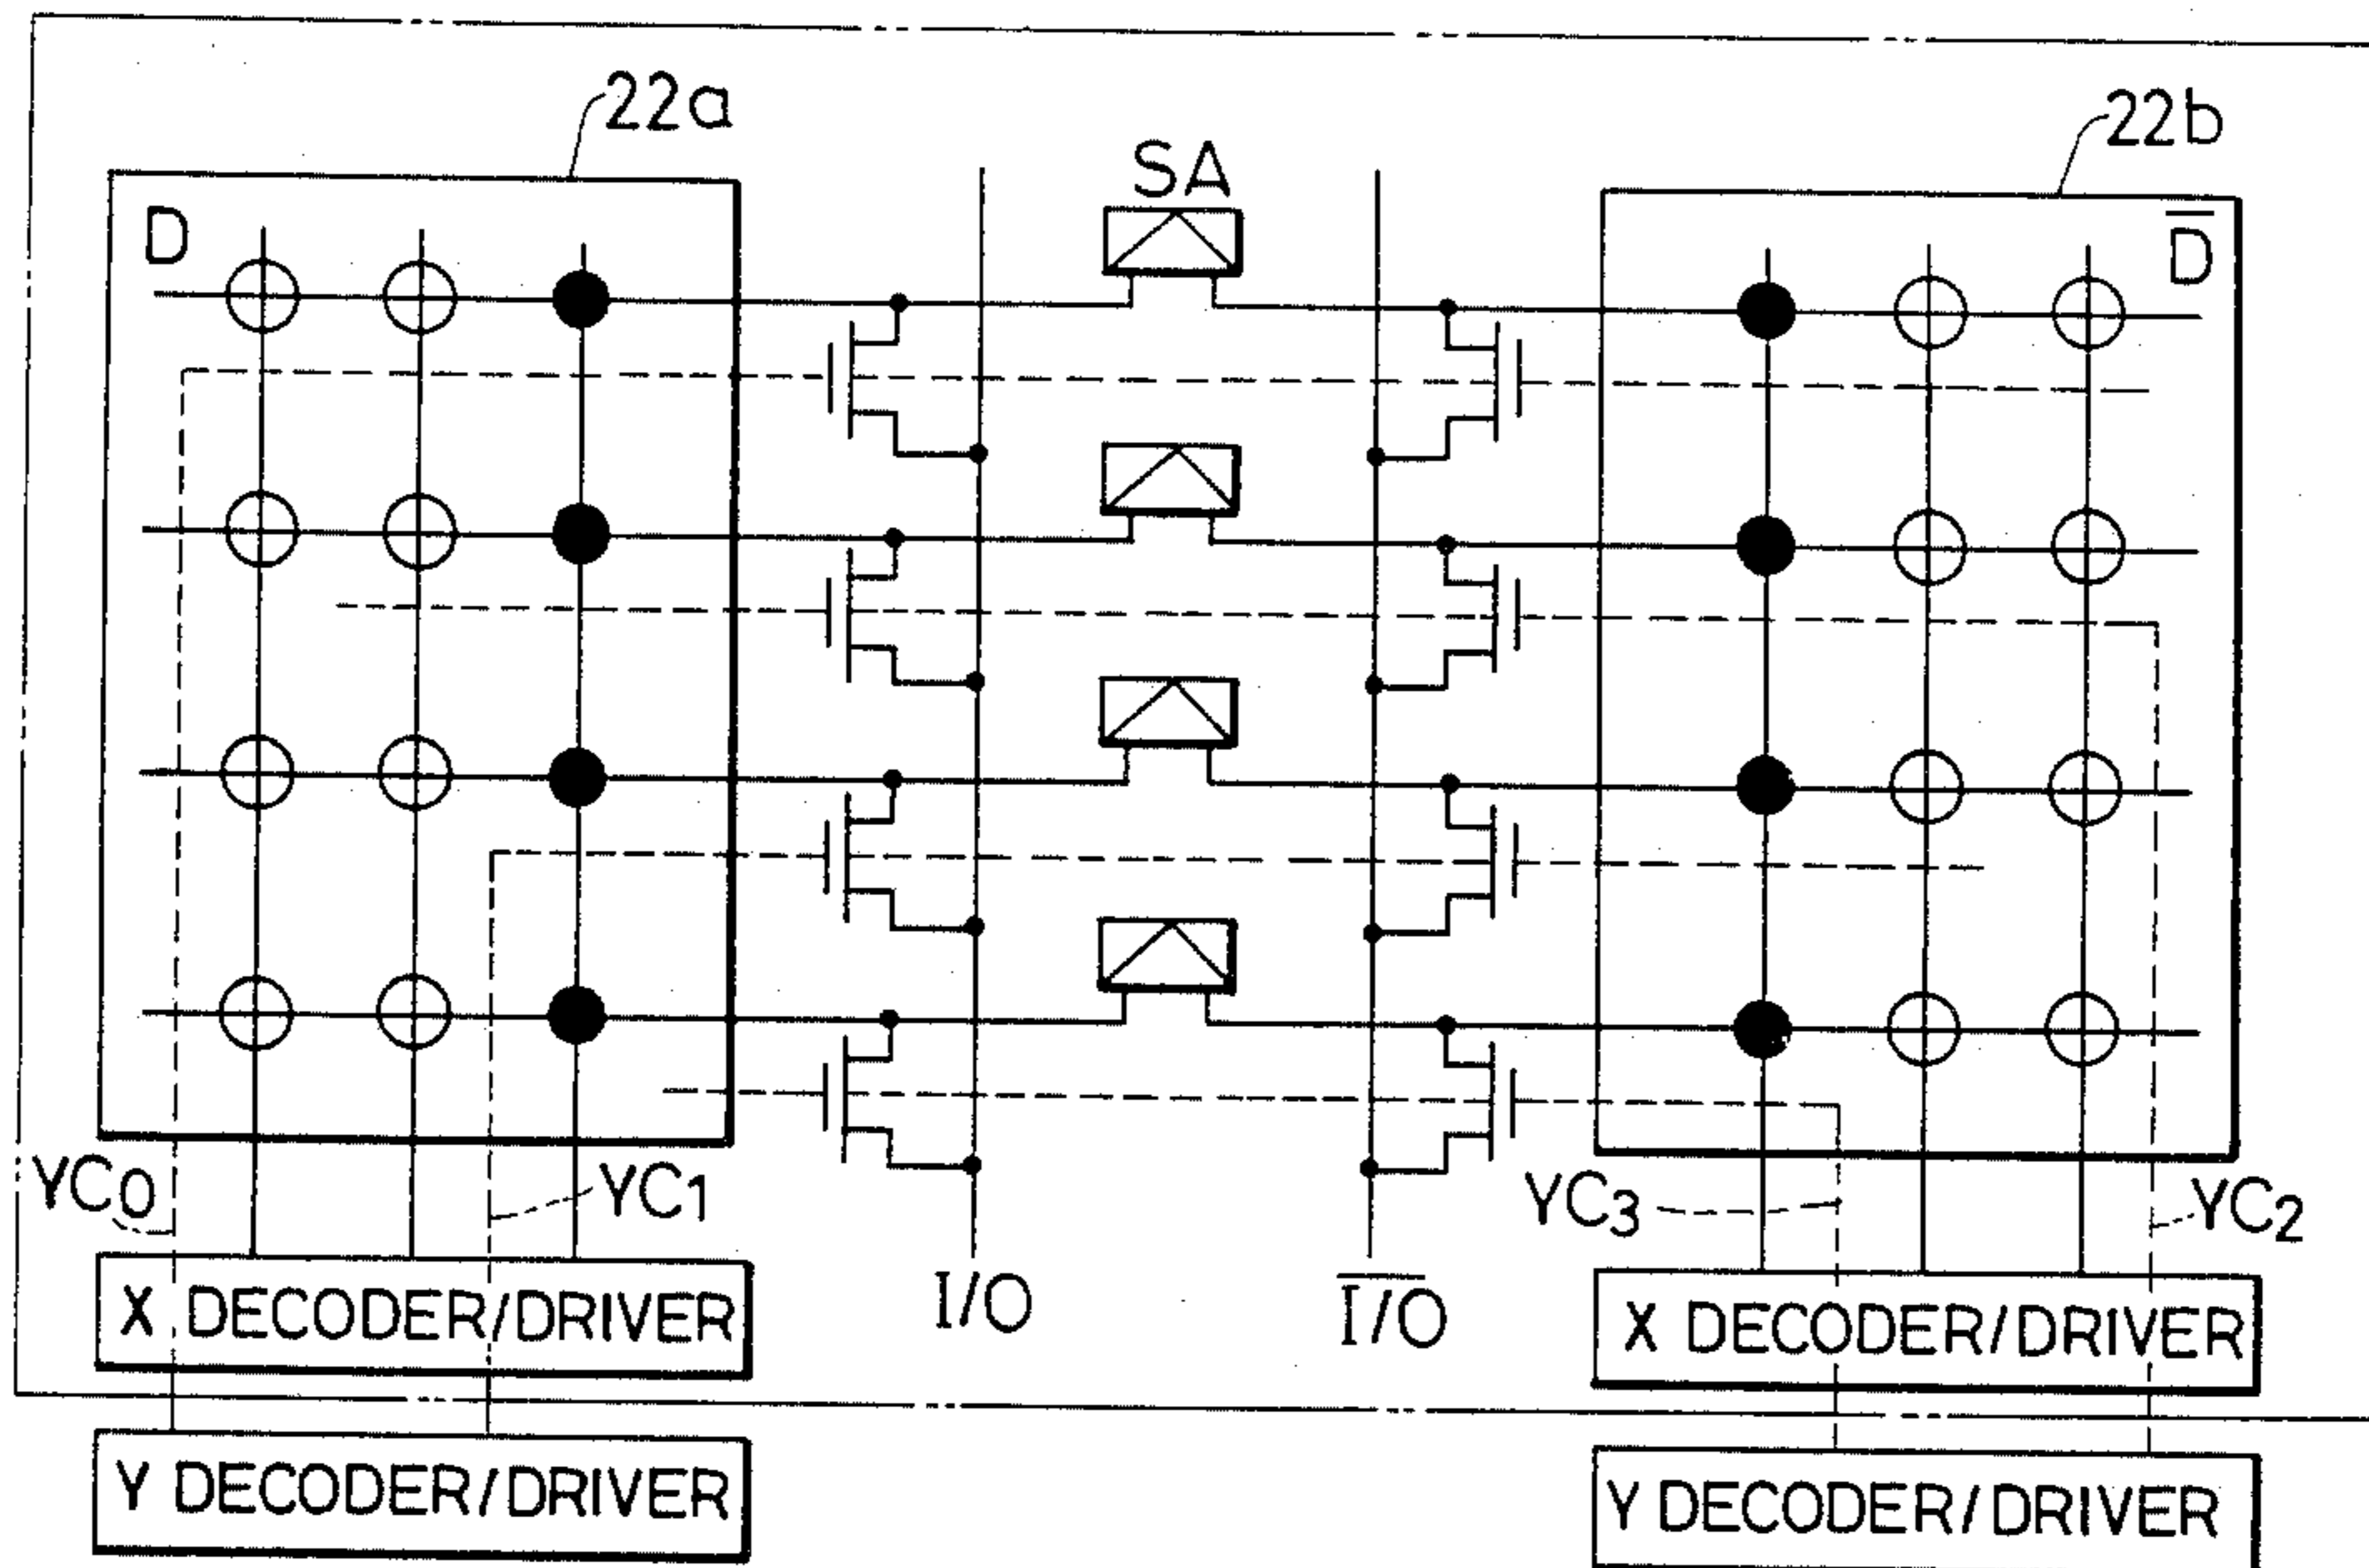 22a
22b
SA
D
D̅
YC0
YC1
YC3
YC2
I/O
I̅/̅O̅
X DECODER/DRIVER
X DECODER/DRIVER
Y DECODER/DRIVER
Y DECODER/DRIVER